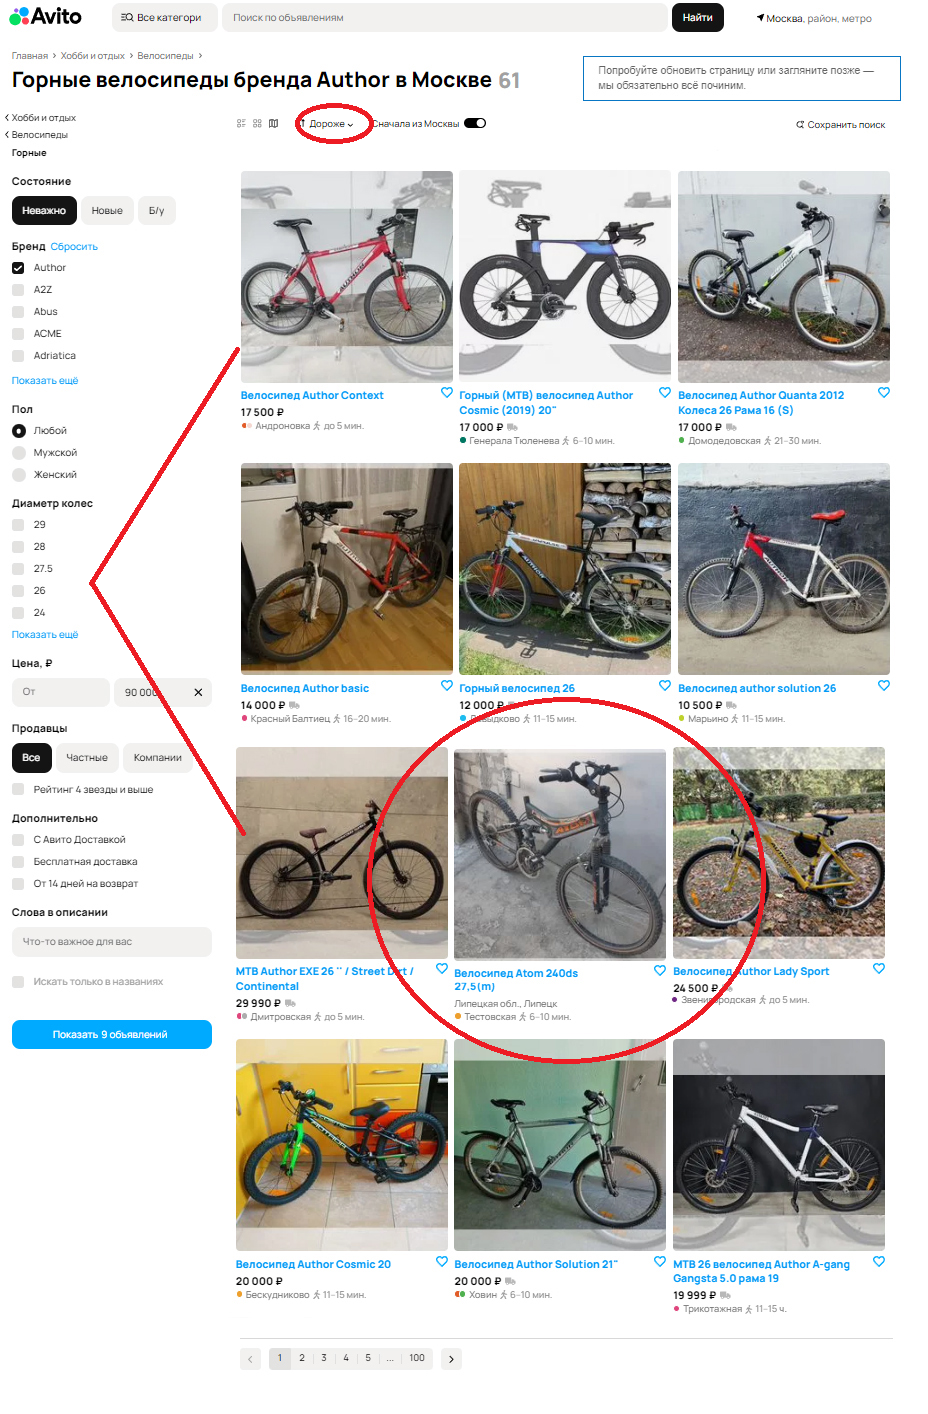 Avito
Все категори
Поиск по объявлениям
Найти
Москва, район, метро
Главная
Хобби и отдых
Велосипеды
Горные велосипеды бренда Author в Москве 61
Попробуйте обновить страницу или загляните позже —
мы обязательно всё починим.
Хобби и отдых
Велосипеды
Горные
Дороже
Сначала из Москвы
Сохранить поиск
Состояние
Неважно
Новые
Б/у
Бренд Сбросить
Author
A2Z
Abus
ACME
Adriatica
Показать ещё
Пол
Любой
Мужской
Женский
Диаметр колес
29
28
27.5
26
24
Показать ещё
Цена, ₽
От
90 000
Продавцы
Все
Частные
Компании
Рейтинг 4 звезды и выше
Дополнительно
С Авито Доставкой
Бесплатная доставка
От 14 дней на возврат
Слова в описании
Что-то важное для вас
Искать только в названиях
Показать 9 объявлений
Велосипед Author Context
17 500 ₽
Андроновка до 5 мин.
Горный (MTB) велосипед Author
Cosmic (2019) 20"
17 000 ₽
Генерала Тюленева 6–10 мин.
Велосипед Author Quanta 2012
Колеса 26 Рама 16 (S)
17 000 ₽
Домодедовская 21–30 мин.
Велосипед Author basic
14 000 ₽
Красный Балтиец 16–20 мин.
Горный велосипед 26
12 000 ₽
Давыдково 11–15 мин.
Велосипед author solution 26
10 500 ₽
Марьино 11–15 мин.
MTB Author EXE 26 '' / Street Dirt /
Continental
29 990 ₽
Дмитровская до 5 мин.
Велосипед Atom 240ds
27,5(m)
Липецкая обл., Липецк
Тестовская 6–10 мин.
Велосипед Author Lady Sport
24 500 ₽
Звенигородская до 5 мин.
Велосипед Author Cosmic 20
20 000 ₽
Бескудниково 11–15 мин.
Велосипед Author Solution 21"
20 000 ₽
Ховин 6–10 мин.
MTB 26 велосипед Author A-gang
Gangsta 5.0 рама 19
19 999 ₽
Трикотажная 11–15 ч.
1 2 3 4 5 ... 100